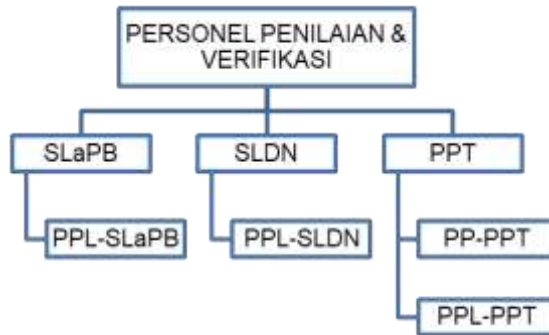 PERSONEL PENILAIAN &
VERIFIKASI
SLaPB
SLDN
PPT
PPL-SLaPB
PPL-SLDN
PP-PPT
PPL-PPT